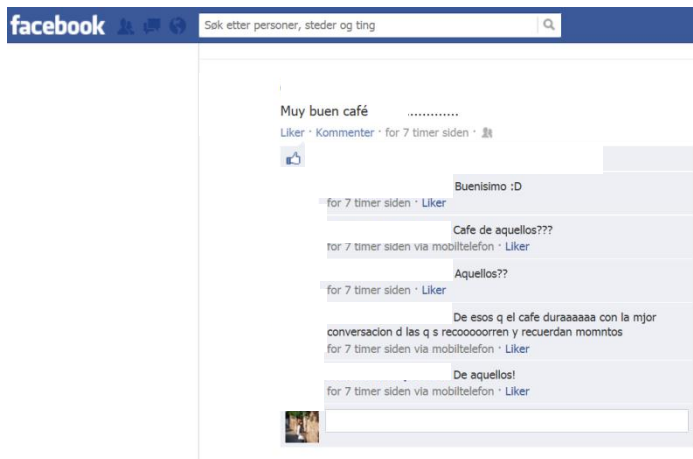 facebook Søk etter personer, steder og ting
Muy buen café .............
Liker · Kommenter · for 7 timer siden ·
Buenisimo :D
for 7 timer siden · Liker
Cafe de aquellos???
for 7 timer siden via mobiltelefon · Liker
Aquellos??
for 7 timer siden · Liker
De esos q el cafe duraaaaaa con la mjor
conversacion d las q s recooooorren y recuerdan momntos
for 7 timer siden via mobiltelefon · Liker
De aquellos!
for 7 timer siden via mobiltelefon · Liker